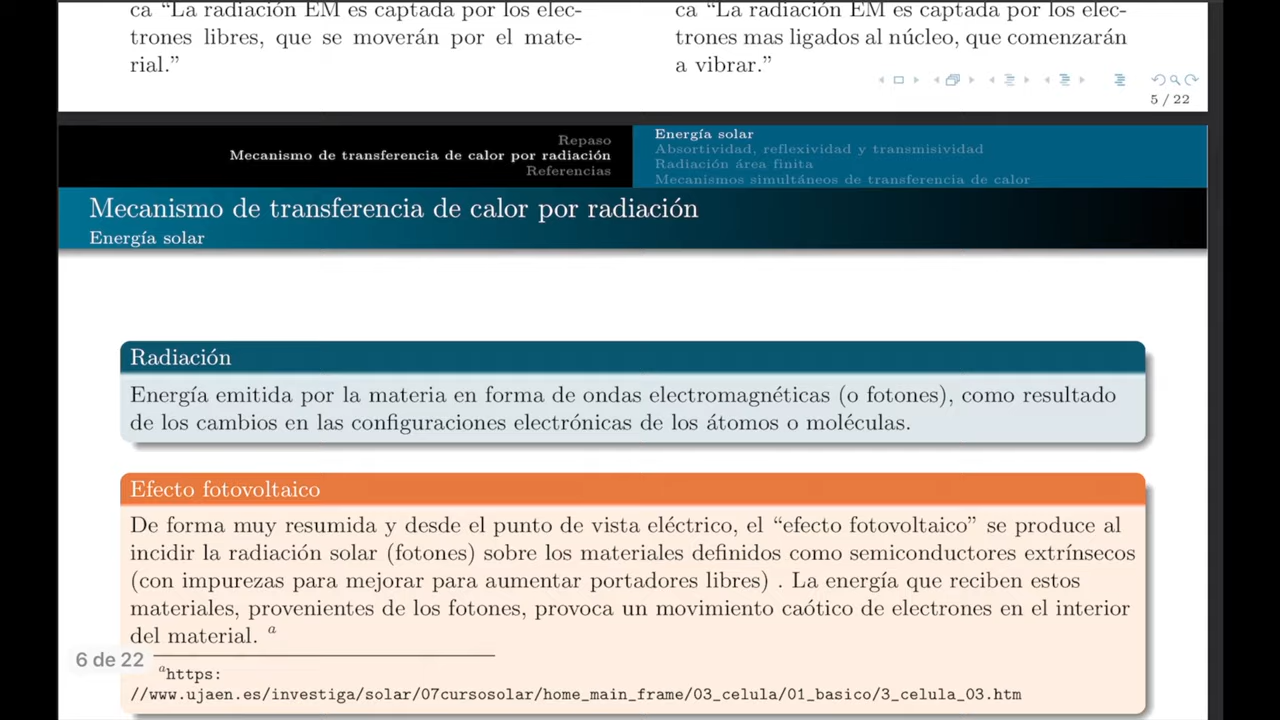 ca “La radiación EM es captada por los elec-
trones libres, que se moverán por el mate-
rial.”
ca “La radiación EM es captada por los elec-
trones mas ligados al núcleo, que comenzarán
a vibrar.”
5 / 22
Repaso
Mecanismo de transferencia de calor por radiación
Referencias
Energía solar
Absortividad, reflexividad y transmisividad
Radiación área finita
Mecanismos simultáneos de transferencia de calor
Mecanismo de transferencia de calor por radiación
Energía solar
Radiación
Energía emitida por la materia en forma de ondas electromagnéticas (o fotones), como resultado
de los cambios en las configuraciones electrónicas de los átomos o moléculas.
Efecto fotovoltaico
De forma muy resumida y desde el punto de vista eléctrico, el “efecto fotovoltaico” se produce al
incidir la radiación solar (fotones) sobre los materiales definidos como semiconductores extrínsecos
(con impurezas para mejorar para aumentar portadores libres) . La energía que reciben estos
materiales, provenientes de los fotones, provoca un movimiento caótico de electrones en el interior
del material. a
6 de 22
ahttps:
//www.ujaen.es/investiga/solar/07cursosolar/home_main_frame/03_celula/01_basico/3_celula_03.htm